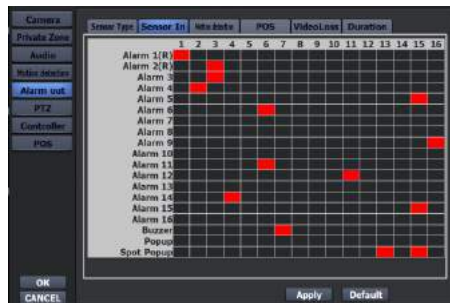 Camera
Private Zone
Audio
Motion detection
Alarm out
PTZ
Controller
POS
OK
CANCEL
Sensor Type Sensor In Motion detection POS VideoLoss Duration
1 2 3 4 5 6 7 8 9 10 11 12 13 14 15 16
Alarm 1(R)
Alarm 2(R)
Alarm 3
Alarm 4
Alarm 5
Alarm 6
Alarm 7
Alarm 8
Alarm 9
Alarm 10
Alarm 11
Alarm 12
Alarm 13
Alarm 14
Alarm 15
Alarm 16
Buzzer
Popup
Spot Popup
Apply Default